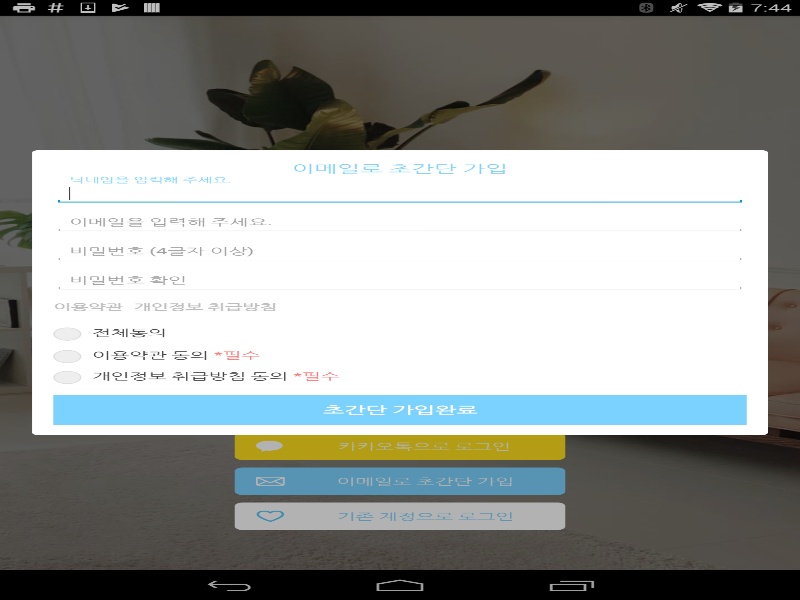 7:44
이메일로 초간단 가입
닉네임을 입력해 주세요.
이메일을 입력해 주세요.
비밀번호 (4글자 이상)
비밀번호 확인
이용약관 개인정보 취급방침
전체동의
이용약관 동의 *필수
개인정보 취급방침 동의 *필수
초간단 가입완료
카카오톡으로 로그인
이메일로 초간단 가입
기존 계정으로 로그인